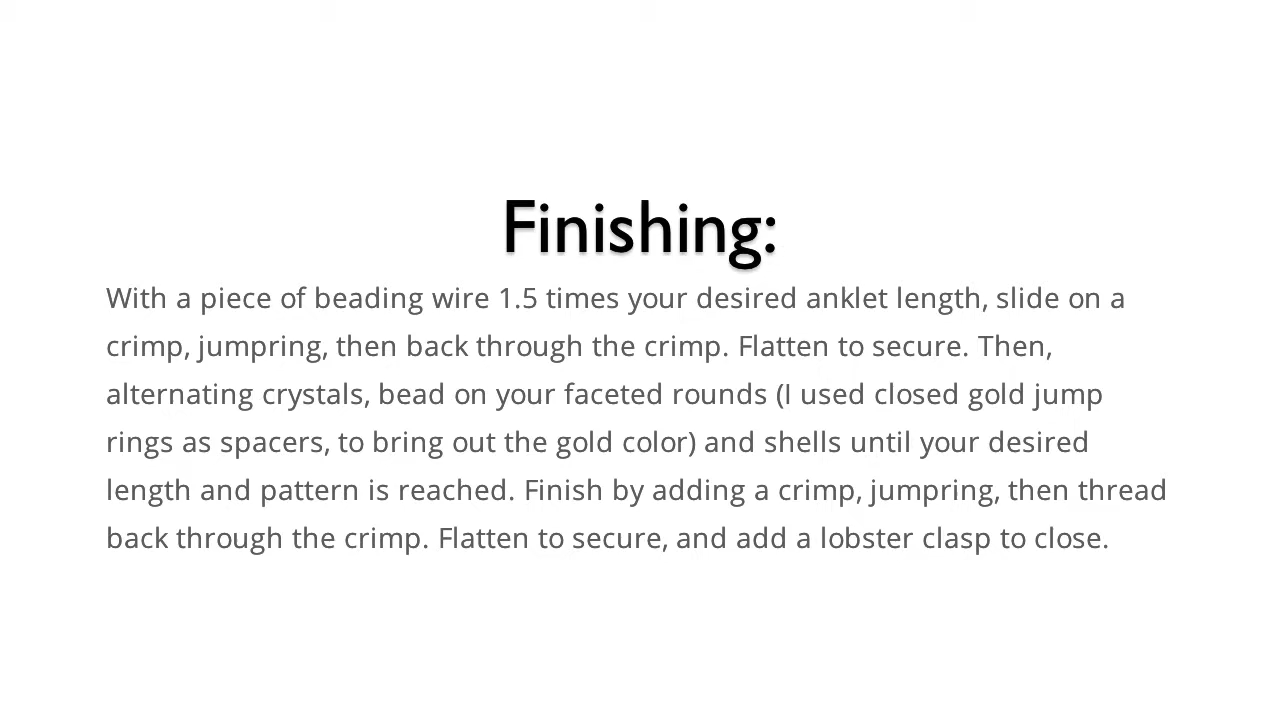 Finishing:
With a piece of beading wire 1.5 times your desired anklet length, slide on a
crimp, jumpring, then back through the crimp. Flatten to secure. Then,
alternating crystals, bead on your faceted rounds (I used closed gold jump
rings as spacers, to bring out the gold color) and shells until your desired
length and pattern is reached. Finish by adding a crimp, jumpring, then thread
back through the crimp. Flatten to secure, and add a lobster clasp to close.